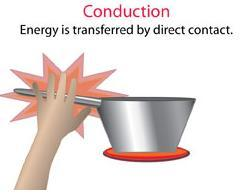 Conduction
Energy is transferred by direct contact.